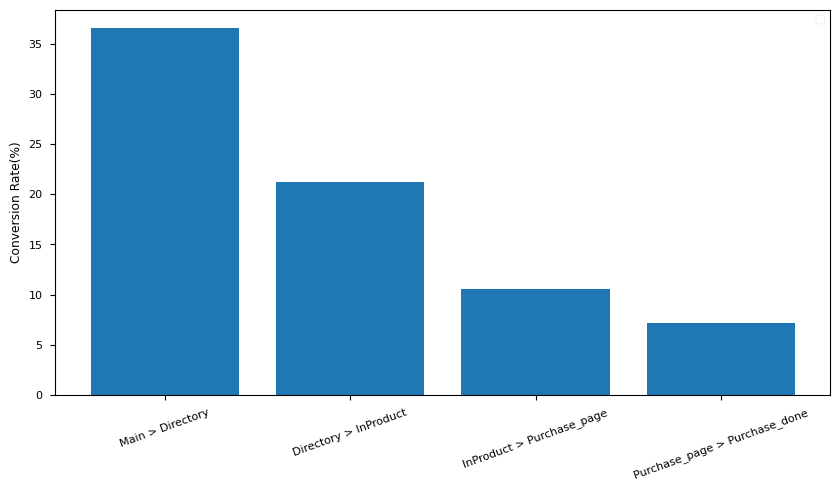 Conversion Rate(%)
35
30
25
20
15
10
5
0
Main > Directory
Directory > InProduct
InProduct > Purchase_page
Purchase_page > Purchase_done